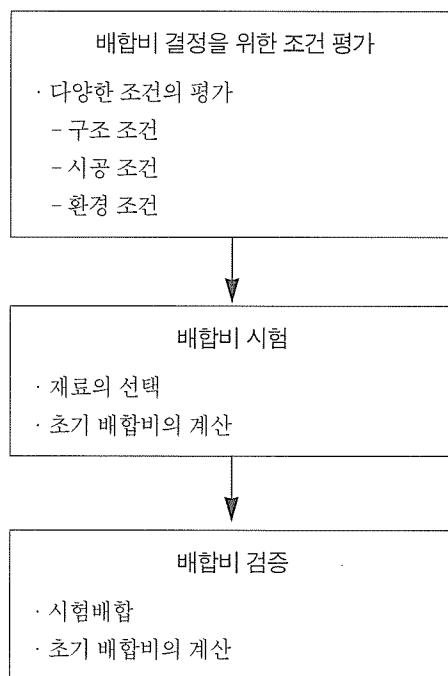 배합비 결정을 위한 조건 평가
· 다양한 조건의 평가
- 구조 조건
- 시공 조건
- 환경 조건
배합비 시험
· 재료의 선택
· 초기 배합비의 계산
배합비 검증
· 시험배합
· 초기 배합비의 계산